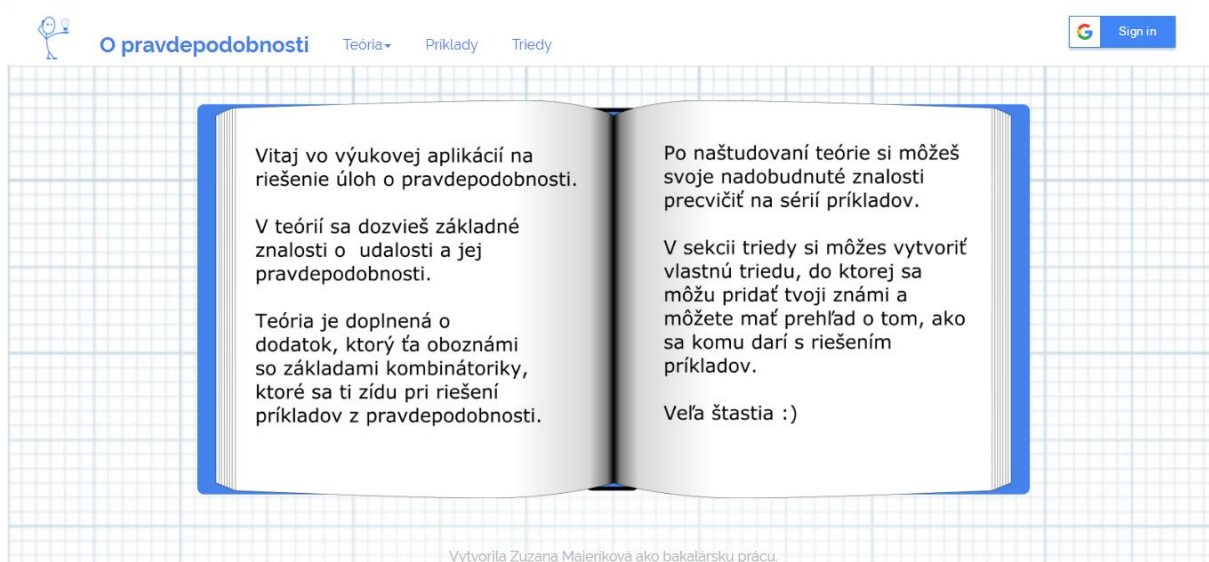 O pravdepodobnosti Teória Príklady Triedy
Sign in
Vitaj vo výukovej aplikácií na
riešenie úloh o pravdepodobnosti.
V teórií sa dozvieš základné
znalosti o udalosti a jej
pravdepodobnosti.
Teória je doplnená o
dodatok, ktorý ťa oboznámi
so základami kombinátoriky,
ktoré sa ti zídu pri riešení
príkladov z pravdepodobnosti.
Po naštudovaní teórie si môžeš
svoje nadobudnuté znalosti
precvičiť na sérií príkladov.
V sekcii triedy si môžes vytvoriť
vlastnú triedu, do ktorej sa
môžu pridať tvoji známi a
môžete mať prehľad o tom, ako
sa komu darí s riešením
príkladov.
Veľa štastia :)
Vytvorila Zuzana Majeriková ako bakalársku prácu.